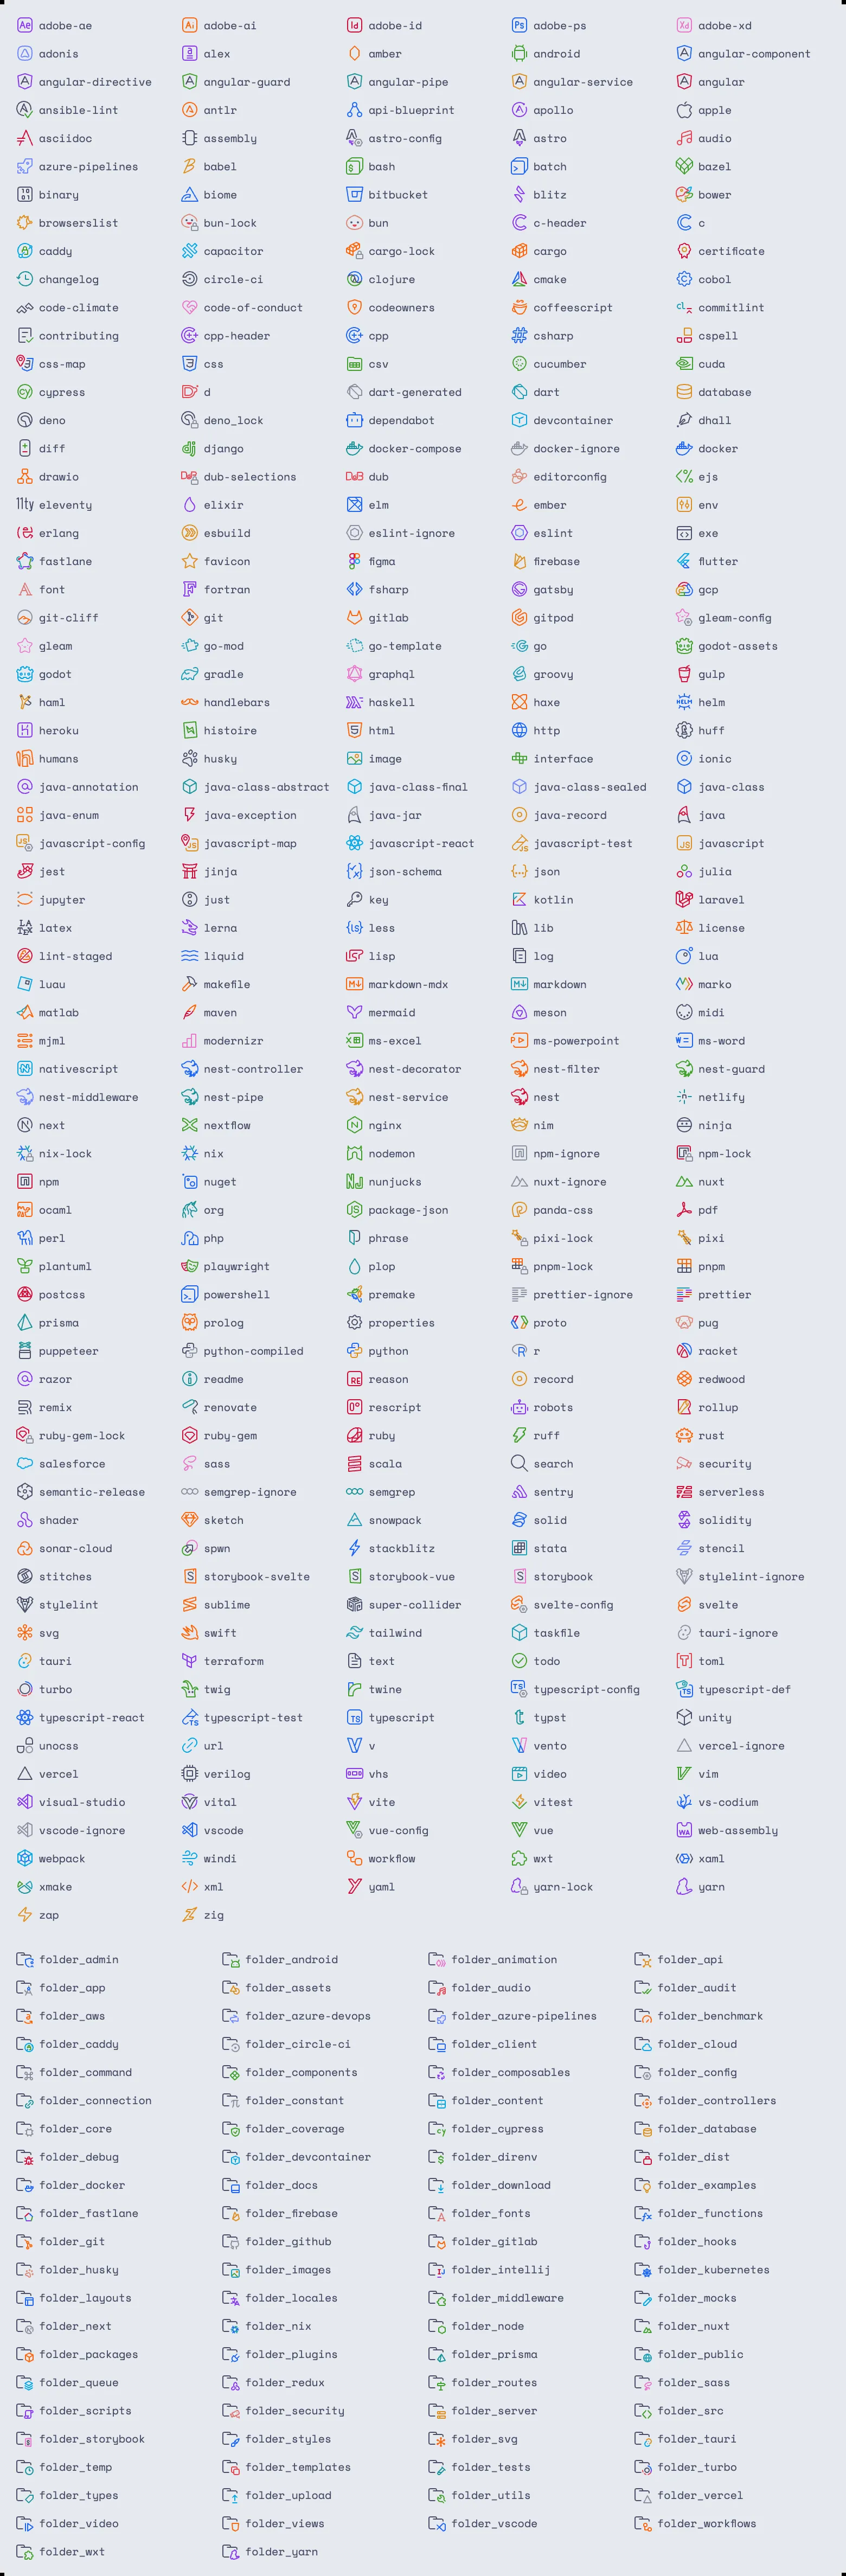 adobe-ae adobe-ai adobe-id adobe-ps adobe-xd
adonis alex amber android angular-component
angular-directive angular-guard angular-pipe angular-service angular
ansible-lint antlr api-blueprint apollo apple
asciidoc assembly astro-config astro audio
azure-pipelines babel bash batch bazel
binary biome bitbucket blitz bower
browserslist bun-lock bun c-header c
caddy capacitor cargo-lock cargo certificate
changelog circle-ci clojure cmake cobol
code-climate code-of-conduct codeowners coffeescript commitlint
contributing cpp-header cpp csharp cspell
css-map css csv cucumber cuda
cypress d dart-generated dart database
deno deno_lock dependabot devcontainer dhall
diff django docker-compose docker-ignore docker
drawio dub-selections dub editorconfig ejs
eleventy elixir elm ember env
erlang esbuild eslint-ignore eslint exe
fastlane favicon figma firebase flutter
font fortran fsharp gatsby gcp
git-cliff git gitlab gitpod gleam-config
gleam go-mod go-template go godot-assets
godot gradle graphql groovy gulp
haml handlebars haskell haxe helm
heroku histoire html http huff
humans husky image interface ionic
java-annotation java-class-abstract java-class-final java-class-sealed java-class
java-enum java-exception java-jar java-record java
javascript-config javascript-map javascript-react javascript-test javascript
jest jinja json-schema json julia
jupyter just key kotlin laravel
latex lerna less lib license
lint-staged liquid lisp log lua
luau makefile markdown-mdx markdown marko
matlab maven mermaid meson midi
mjml modernizr ms-excel ms-powerpoint ms-word
nativescript nest-controller nest-decorator nest-filter nest-guard
nest-middleware nest-pipe nest-service nest netlify
next nextflow nginx nim ninja
nix-lock nix nodemon npm-ignore npm-lock
npm nuget nunjucks nuxt-ignore nuxt
ocaml org package-json panda-css pdf
perl php phrase pixi-lock pixi
plantuml playwright plop pnpm-lock pnpm
postcss powershell premake prettier-ignore prettier
prisma prolog properties proto pug
puppeteer python-compiled python r racket
razor readme reason record redwood
remix renovate rescript robots rollup
ruby-gem-lock ruby-gem ruby ruff rust
salesforce sass scala search security
semantic-release semgrep-ignore semgrep sentry serverless
shader sketch snowpack solid solidity
sonar-cloud spwn stackblitz stata stencil
stitches storybook-svelte storybook-vue storybook stylelint-ignore
stylelint sublime super-collider svelte-config svelte
svg swift tailwind taskfile tauri-ignore
tauri terraform text todo toml
turbo twig twine typescript-config typescript-def
typescript-react typescript-test typescript typst unity
unocss url v vento vercel-ignore
vercel verilog vhs video vim
visual-studio vital vite vitest vs-codium
vscode-ignore vscode vue-config vue web-assembly
webpack windi workflow wxt xaml
xmake xml yaml yarn-lock yarn
zap zig
folder_admin folder_android folder_animation folder_api
folder_app folder_assets folder_audio folder_audit
folder_aws folder_azure-devops folder_azure-pipelines folder_benchmark
folder_caddy folder_circle-ci folder_client folder_cloud
folder_command folder_components folder_composables folder_config
folder_connection folder_constant folder_content folder_controllers
folder_core folder_coverage folder_cypress folder_database
folder_debug folder_devcontainer folder_direnv folder_dist
folder_docker folder_docs folder_download folder_examples
folder_fastlane folder_firebase folder_fonts folder_functions
folder_git folder_github folder_gitlab folder_hooks
folder_husky folder_images folder_intellij folder_kubernetes
folder_layouts folder_locales folder_middleware folder_mocks
folder_next folder_nix folder_node folder_nuxt
folder_packages folder_plugins folder_prisma folder_public
folder_queue folder_redux folder_routes folder_sass
folder_scripts folder_security folder_server folder_src
folder_storybook folder_styles folder_svg folder_tauri
folder_temp folder_templates folder_tests folder_turbo
folder_types folder_upload folder_utils folder_vercel
folder_video folder_views folder_vscode folder_workflows
folder_wxt folder_yarn